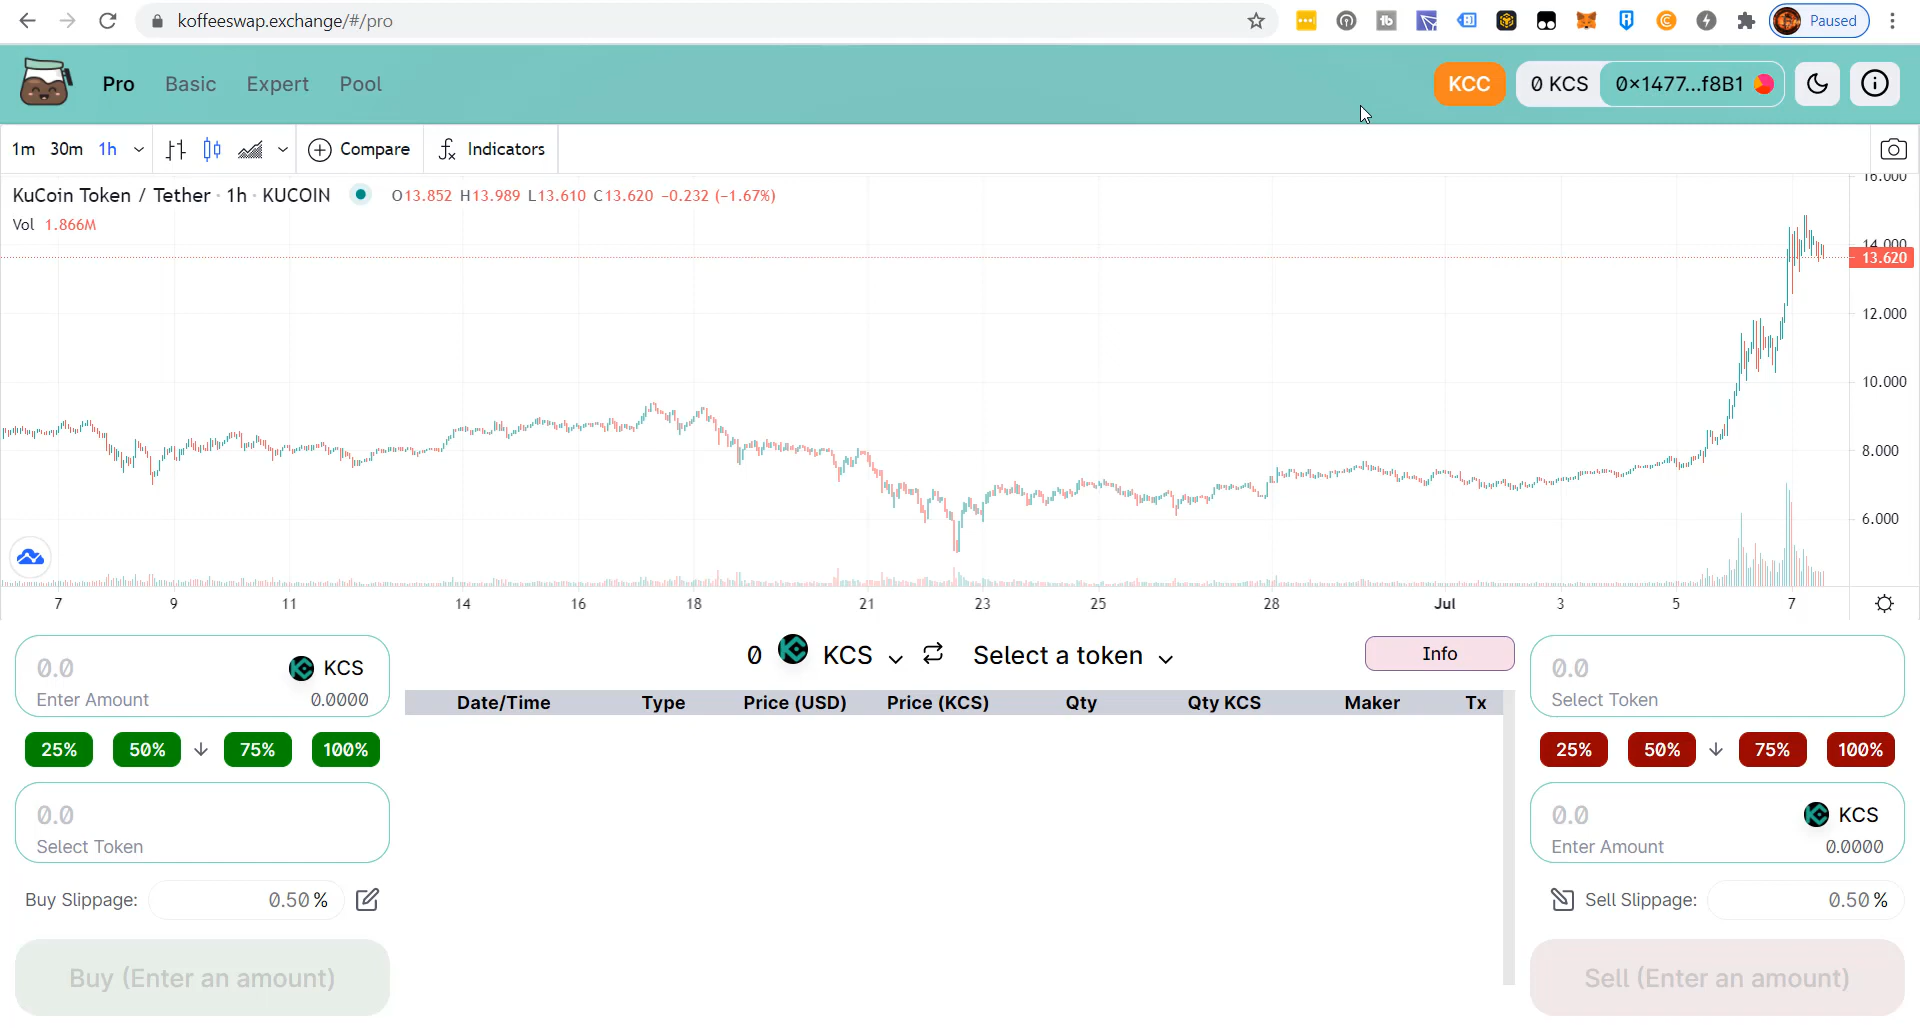 koffeeswap.exchange/#/pro
Paused
Pro Basic Expert Pool
KCC 0 KCS 0x1477...f8B1
1m 30m 1h Compare Indicators
KuCoin Token / Tether · 1h · KUCOIN O13.852 H13.989 L13.610 C13.620 −0.232 (−1.67%)
Vol 1.866M
16.000
14.000
13.620
12.000
10.000
8.000
6.000
7 9 11 14 16 18 21 23 25 28 Jul 3 5 7
0.0 KCS
Enter Amount 0.0000
25% 50% 75% 100%
0.0
Select Token
Buy Slippage: 0.50 %
Buy (Enter an amount)
0 KCS Select a token Info
Date/Time Type Price (USD) Price (KCS) Qty Qty KCS Maker Tx
0.0
Select Token
25% 50% 75% 100%
0.0 KCS
Enter Amount 0.0000
Sell Slippage: 0.50 %
Sell (Enter an amount)